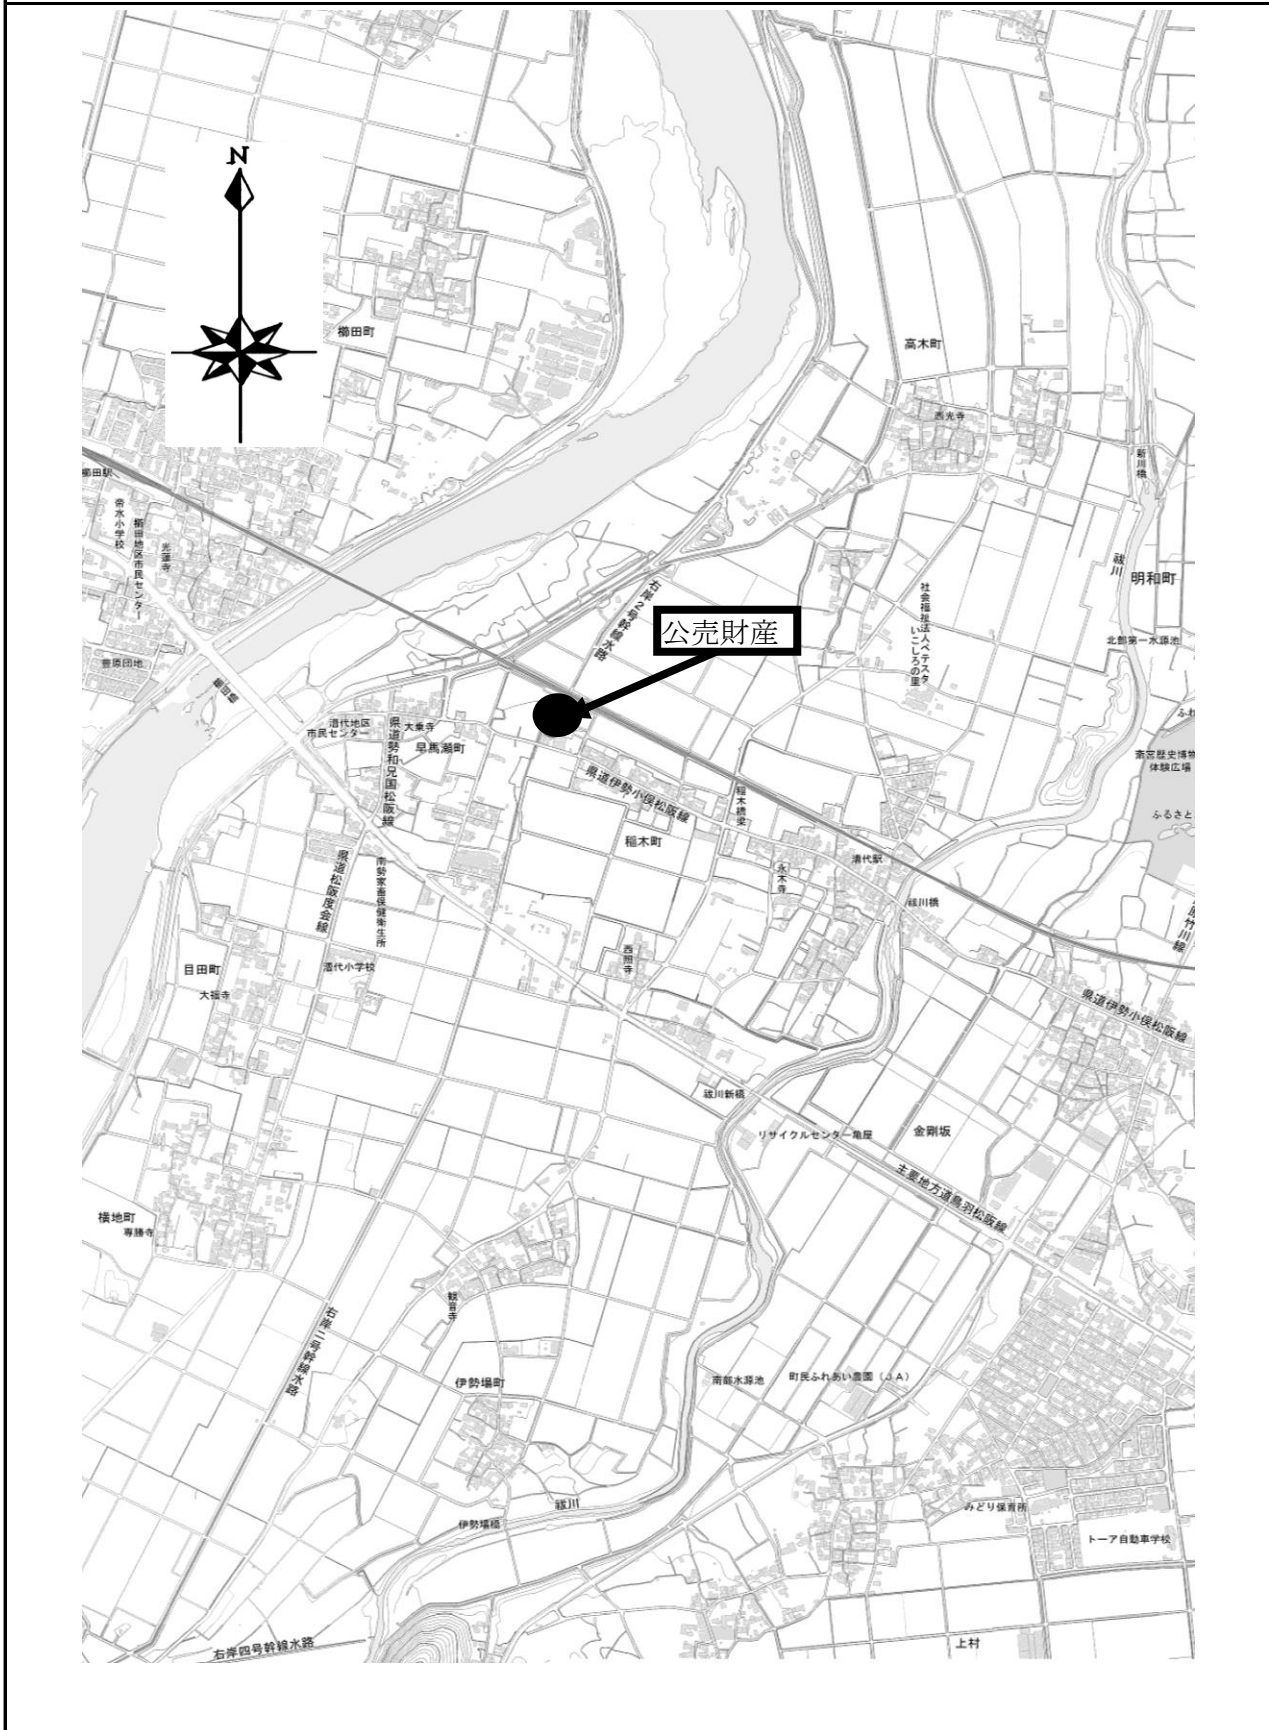 N
櫛田町
高木町
西光寺
新川橋
櫛田駅
帝水小学校
櫛田地区市民センター
光蓮寺
祓川
明和町
右岸2号幹線水路
社会福祉法人ベテスタ
いこしろの里
公売財産
北部第一水源池
豊原団地
櫛田橋
ふれ
漕代地区
市民センター
大乗寺
県道勢和兄国松阪線
早馬瀬町
斎宮歴史博物
体験広場
県道伊勢小俣松阪線
稲木橋梁
ふるさと
稲木町
漕代駅
永木寺
県道松阪度会線
南勢家畜保健衛生所
祓川橋
竹川線
西照寺
目田町
漕代小学校
大福寺
県道伊勢小俣松阪線
祓川新橋
リサイクルセンター亀屋
金剛坂
主要地方道鳥羽松阪線
横地町
専勝寺
観音寺
右岸二号幹線水路
伊勢場町
南部水源池
町民ふれあい農園（JA）
祓川
伊勢場橋
みどり保育所
トーア自動車学校
右岸四号幹線水路
上村